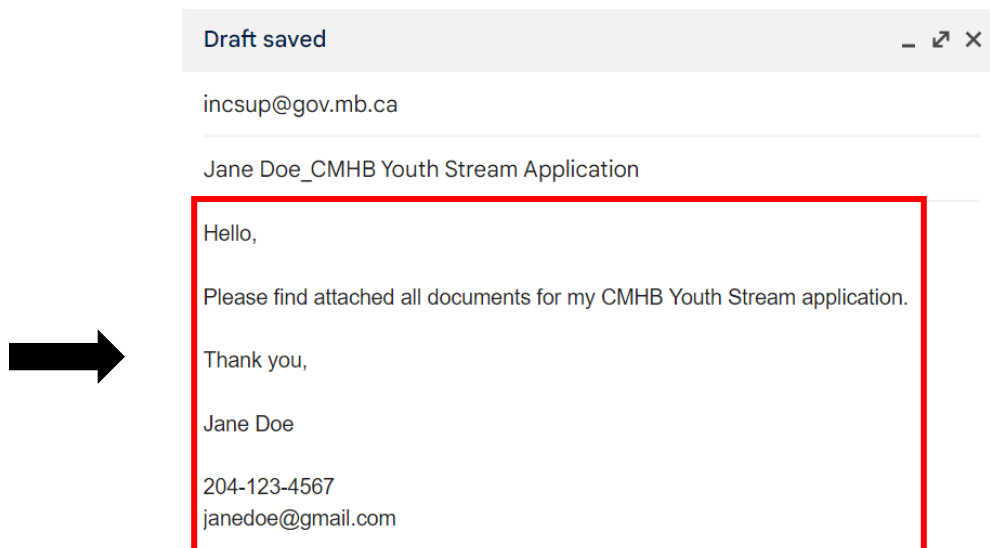 Draft saved
incsup@gov.mb.ca
Jane Doe_CMHB Youth Stream Application
Hello,
Please find attached all documents for my CMHB Youth Stream application.
Thank you,
Jane Doe
204-123-4567
janedoe@gmail.com